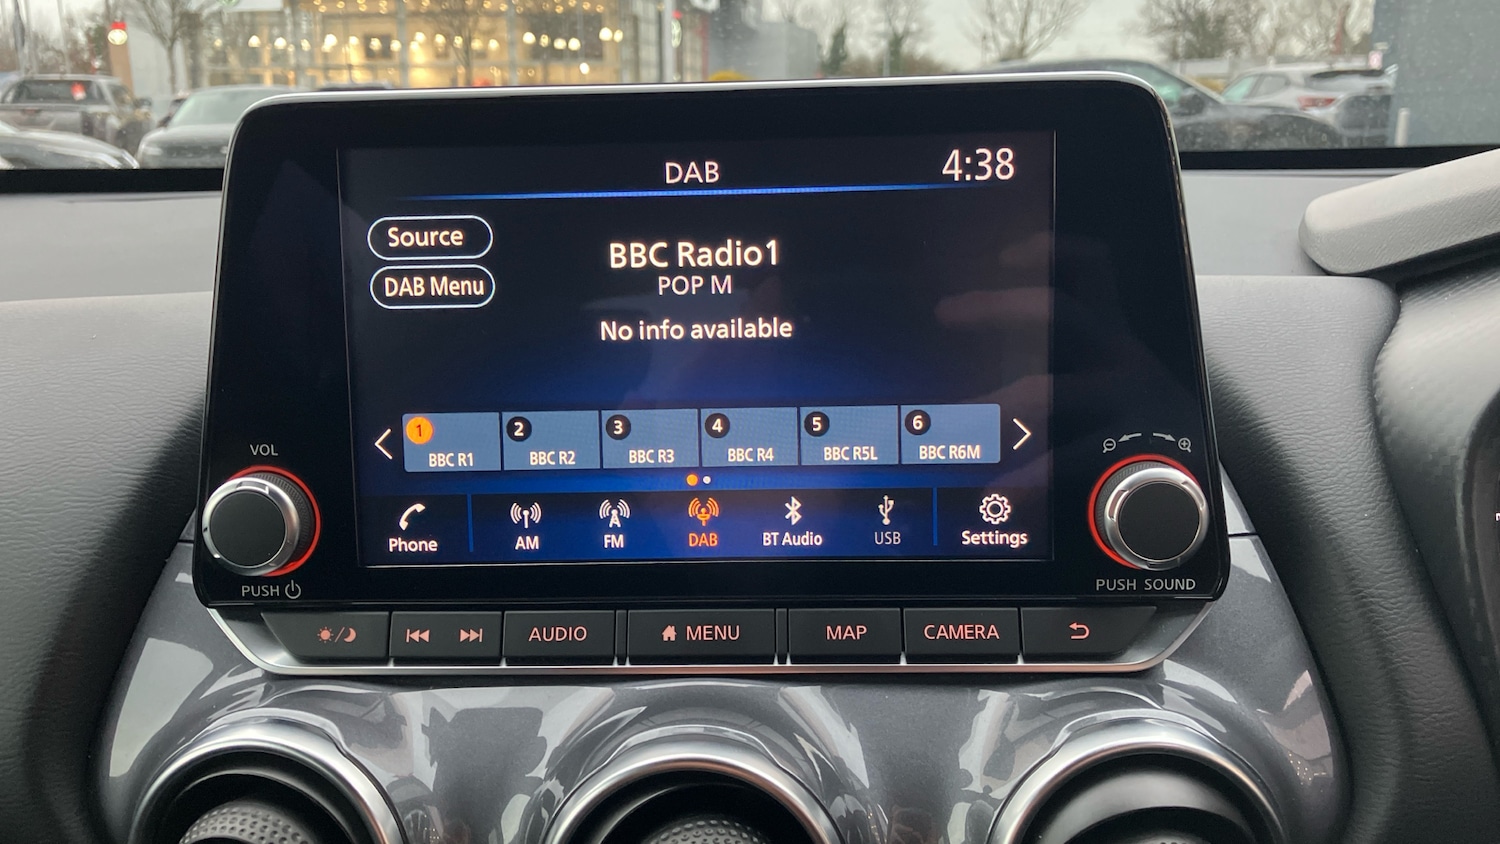 DAB
4:38
Source
DAB Menu
BBC Radio1
POP M
No info available
1 BBC R1
2 BBC R2
3 BBC R3
4 BBC R4
5 BBC R5L
6 BBC R6M
Phone
AM
FM
DAB
BT Audio
USB
Settings
VOL
PUSH
PUSH SOUND
AUDIO
MENU
MAP
CAMERA